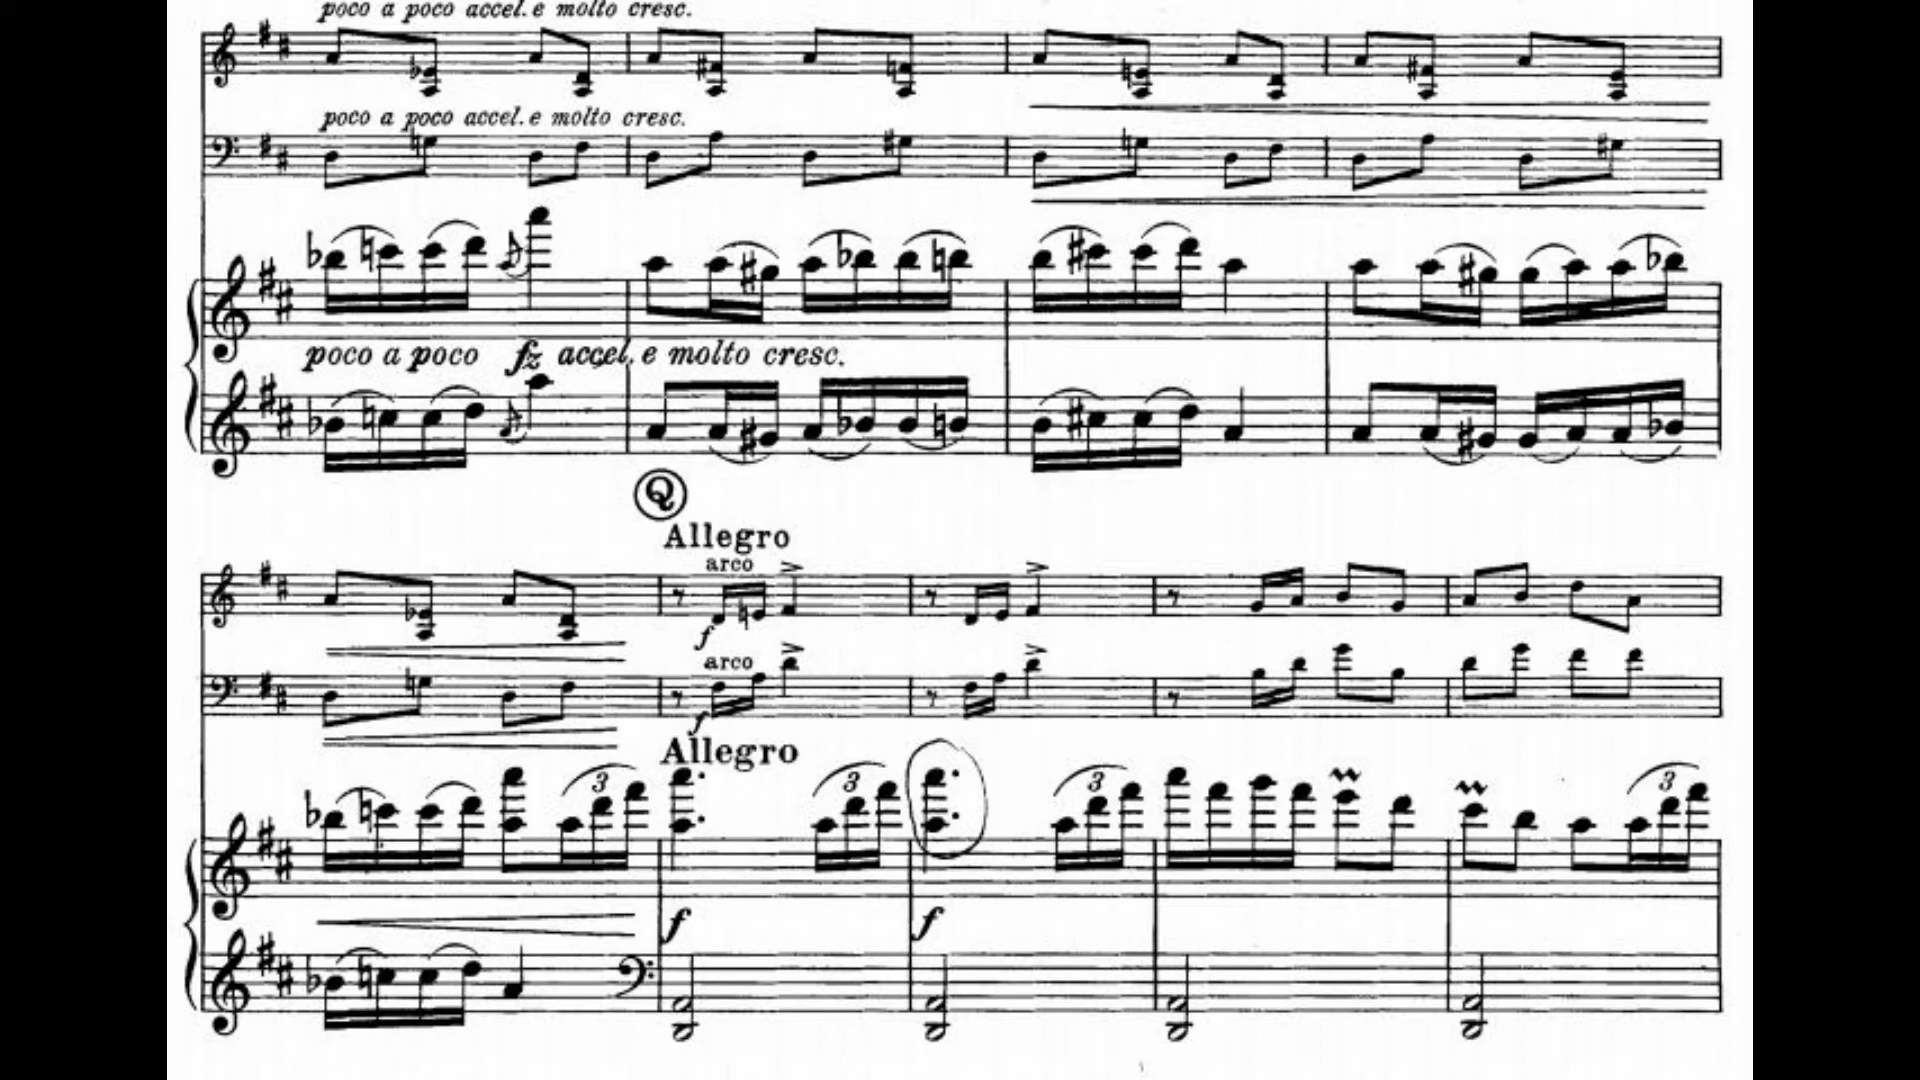 poco a poco accel. e molto cresc.
poco a poco accel. e molto cresc.
poco a poco fz accel. e molto cresc.
Q
Allegro
arco
f
arco
f
Allegro
3
3
3
3
f
f